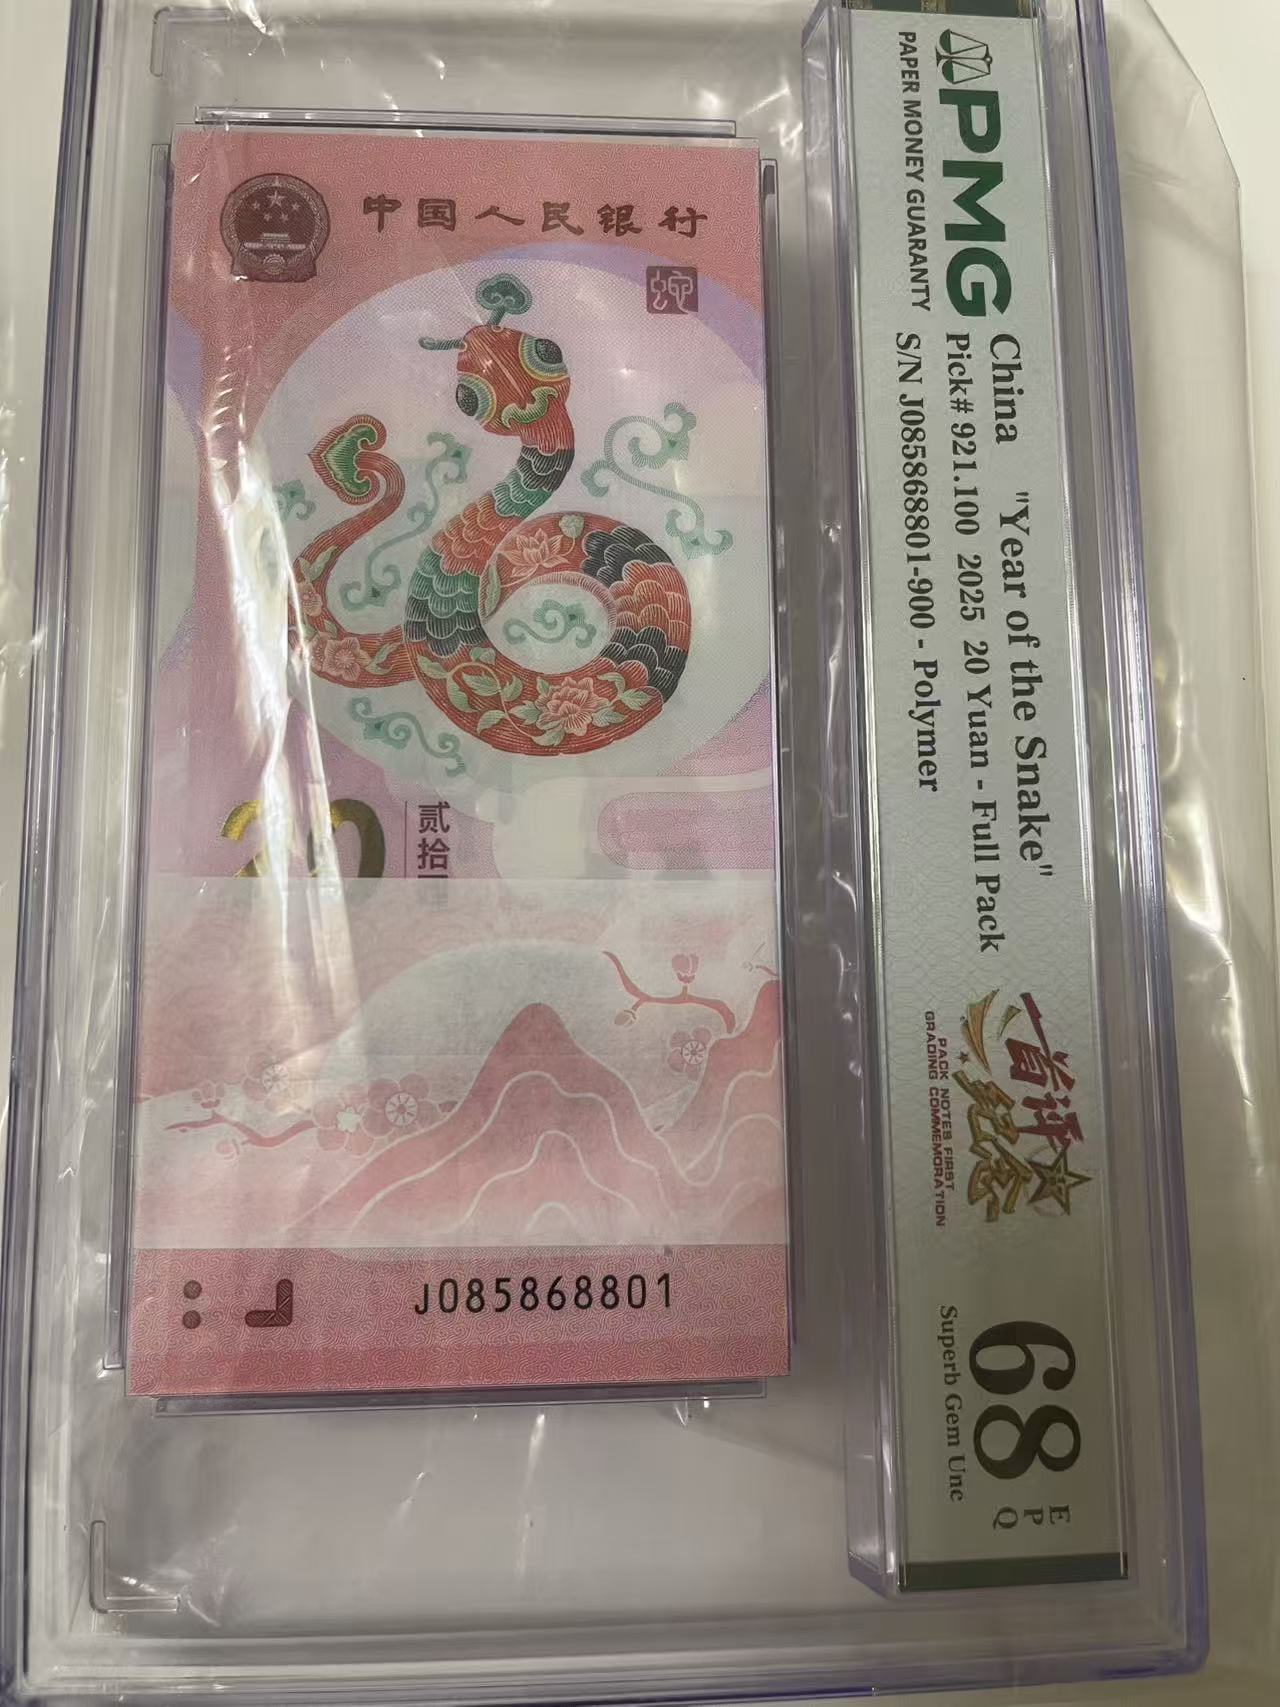 中国人民银行
蛇
20
贰拾
J085868801
PMG
PAPER MONEY GUARANTY
China "Year of the Snake"
Pick# 921.100 2025 20 Yuan - Full Pack
S/N J085868801-900 - Polymer
首评
纪念
PACK NOTES FIRST
GRADING COMMEMORATION
68
EPQ
Superb Gem Unc